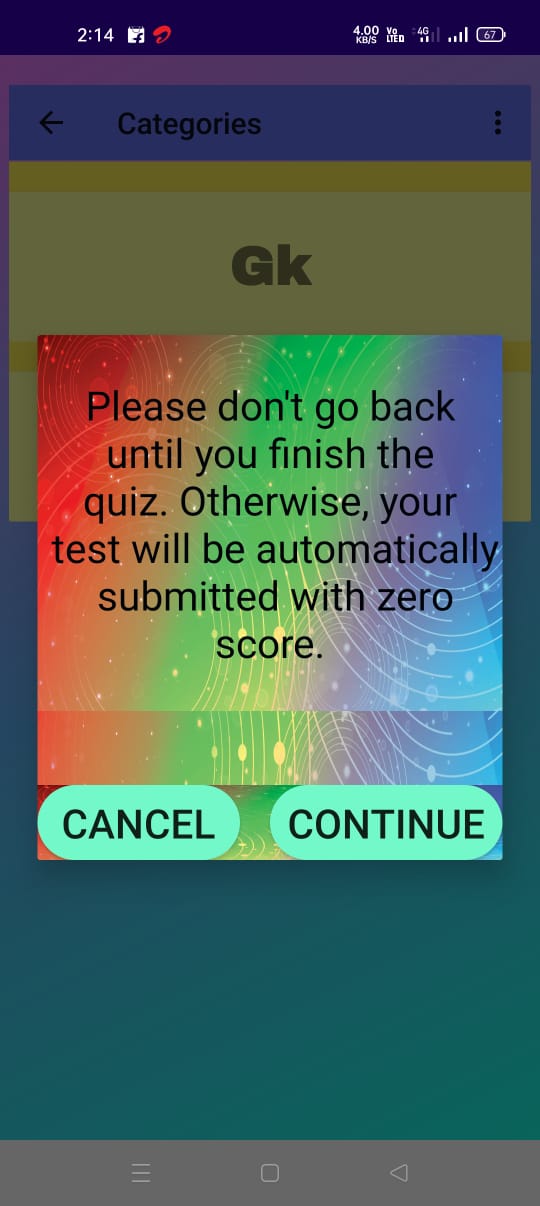 2:14 4.00 KB/S Vo LTED 4G 67
Categories
Gk
Please don't go back
until you finish the
quiz. Otherwise, your
test will be automatically
submitted with zero
score.
CANCEL CONTINUE